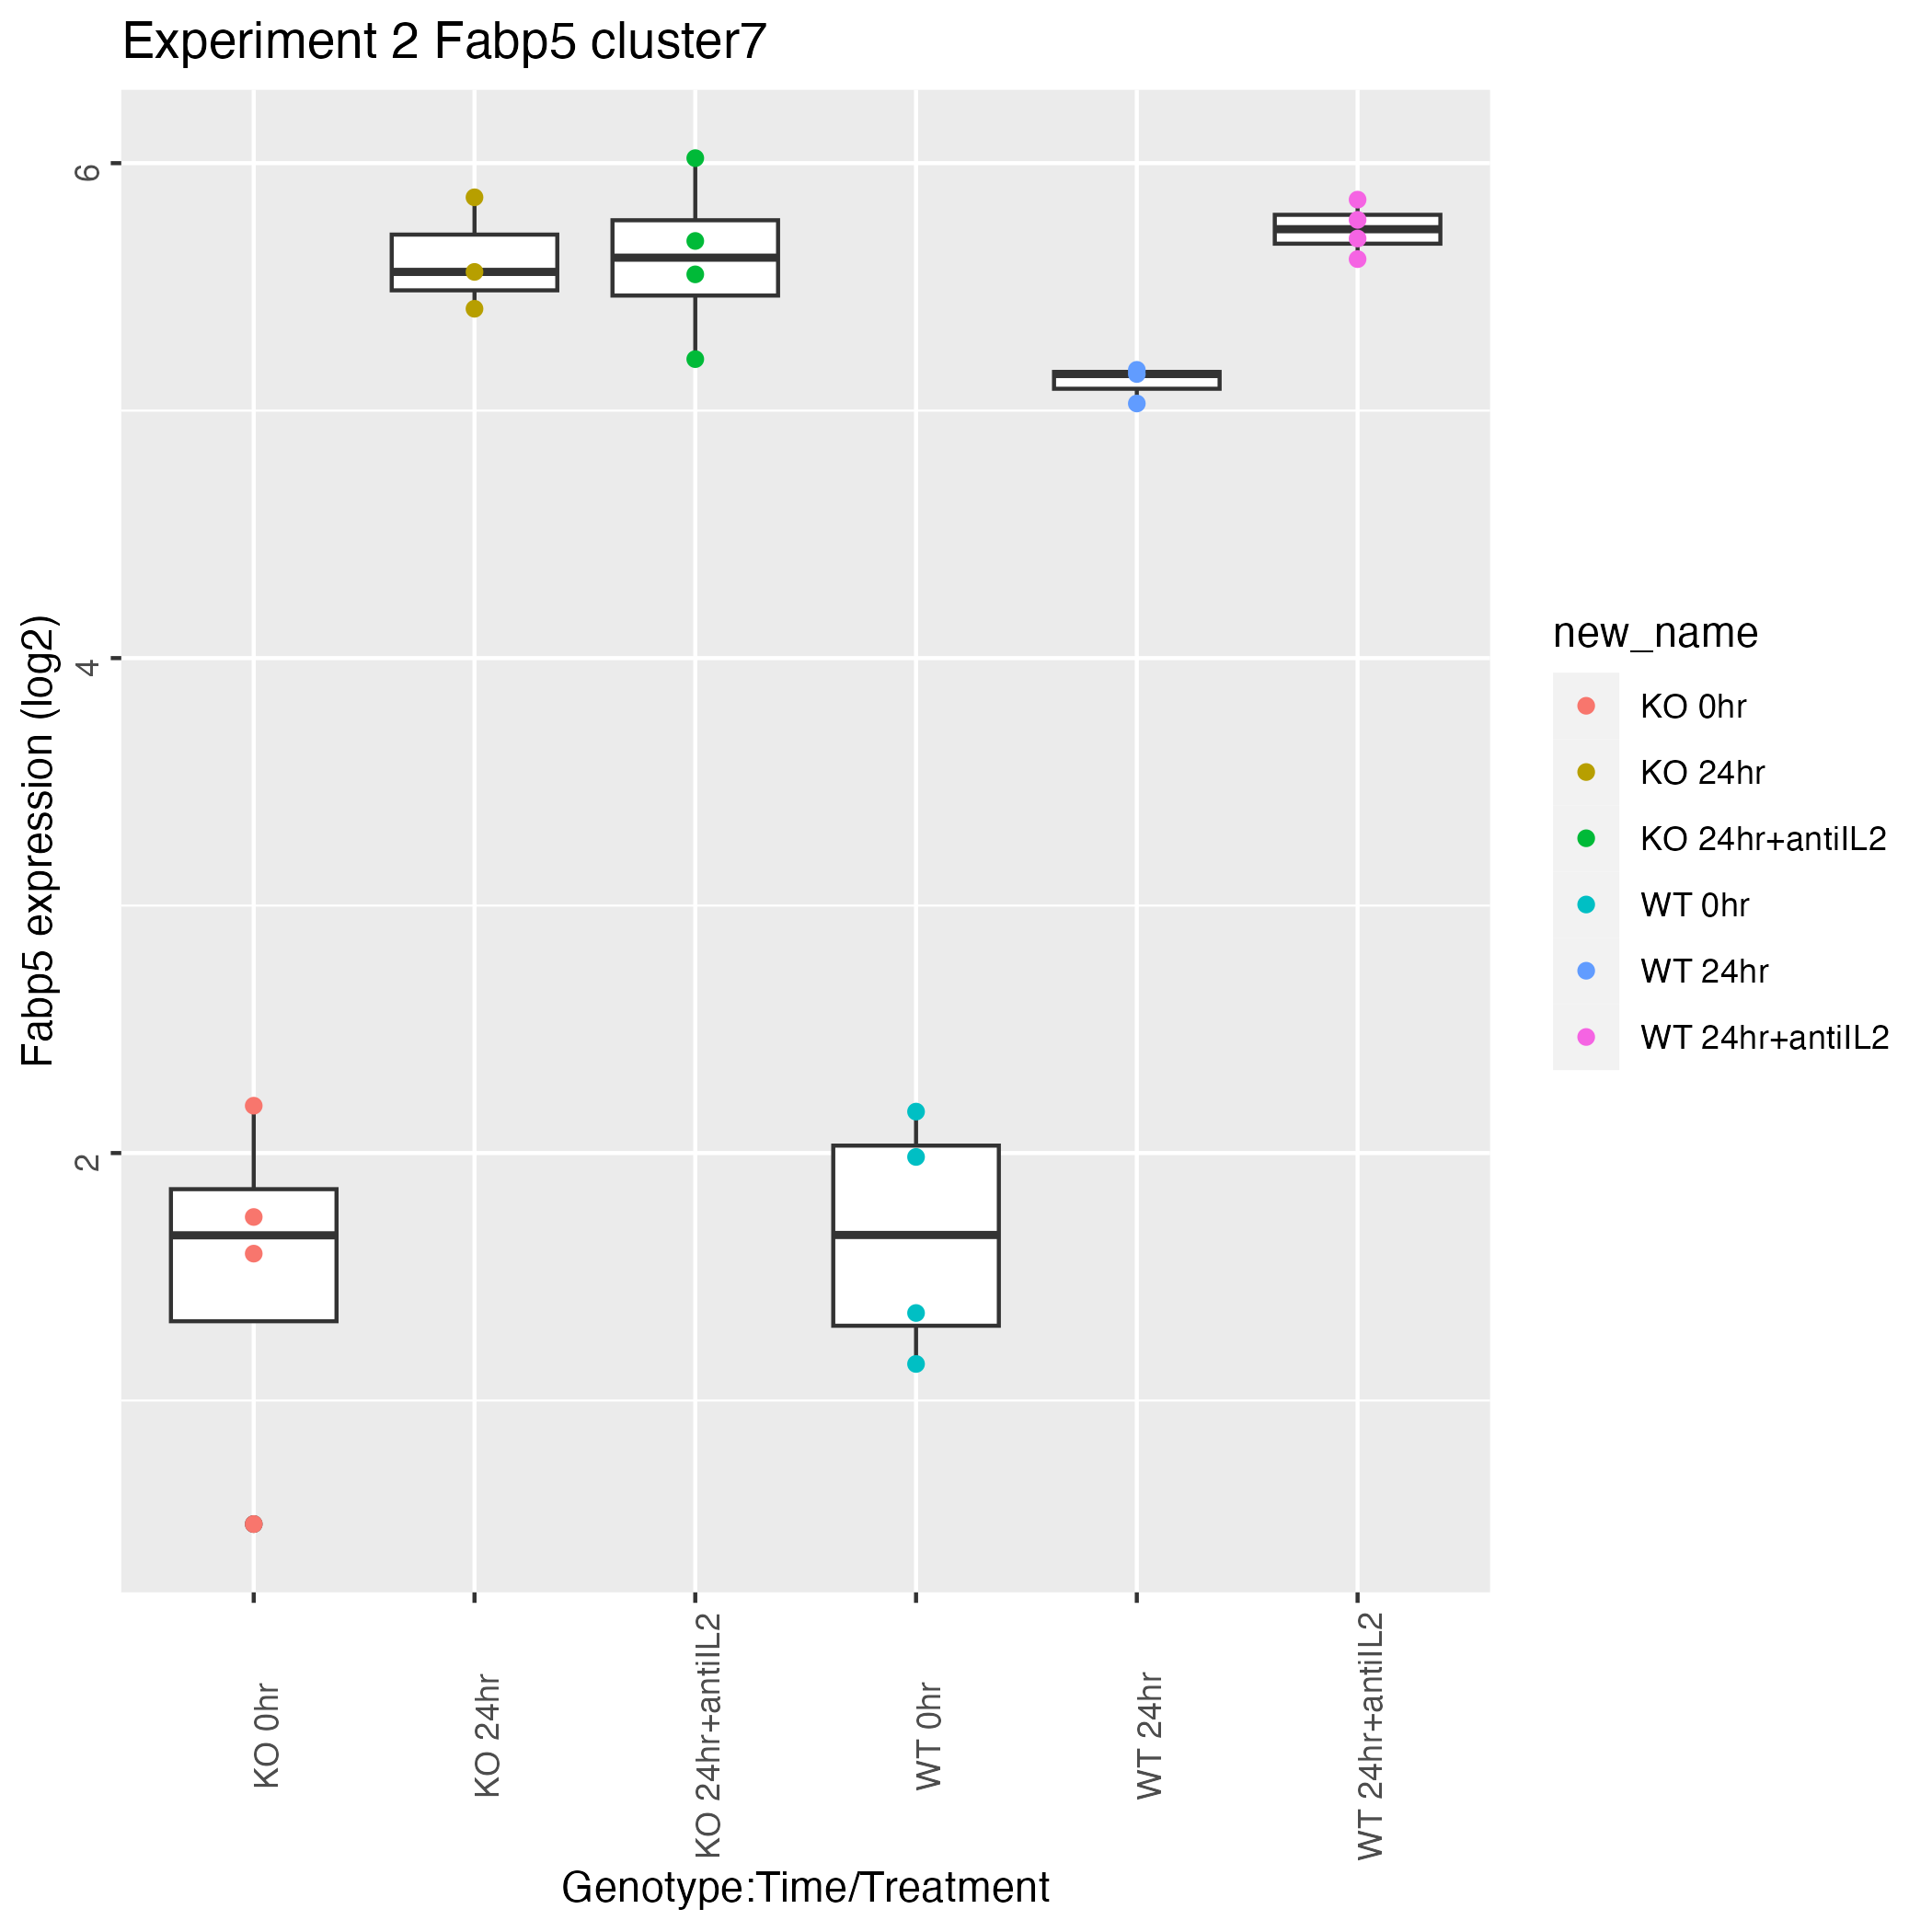 Experiment 2 Fabp5 cluster7
Fabp5 expression (log2)
6
4
2
KO 0hr
KO 24hr
KO 24hr+antiIL2
WT 0hr
WT 24hr
WT 24hr+antiIL2
Genotype:Time/Treatment
new_name
KO 0hr
KO 24hr
KO 24hr+antiIL2
WT 0hr
WT 24hr
WT 24hr+antiIL2